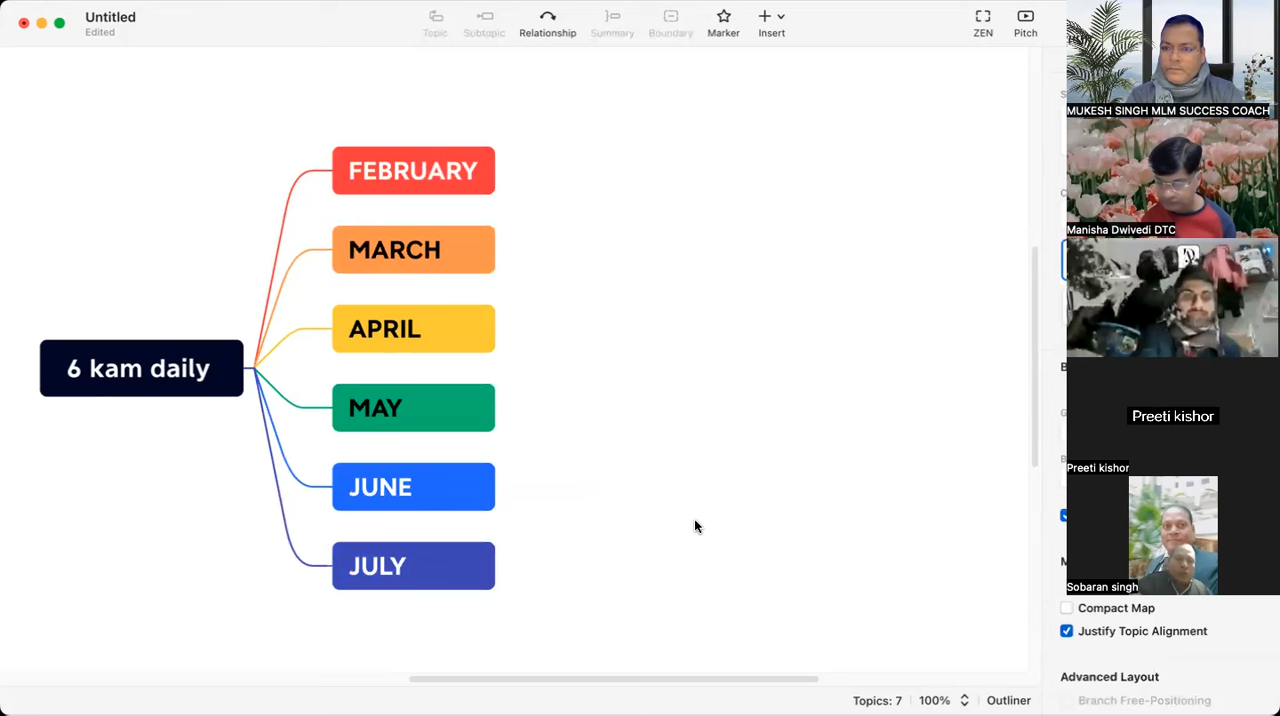 Untitled
Edited
Topic
Subtopic
Relationship
Summary
Boundary
Marker
Insert
ZEN
Pitch
FEBRUARY
MARCH
APRIL
MAY
JUNE
JULY
6 kam daily
MUKESH SINGH MLM SUCCESS COACH
Manisha Dwivedi DTC
Preeti kishor
Preeti kishor
Sobaran singh
Compact Map
Justify Topic Alignment
Advanced Layout
Branch Free-Positioning
Topics: 7
100%
Outliner